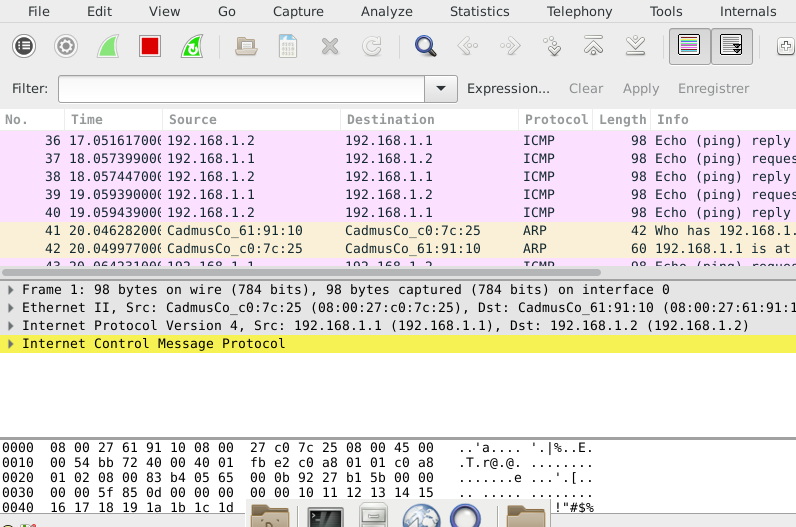 File Edit View Go Capture Analyze Statistics Telephony Tools Internals
Filter: Expression... Clear Apply Enregistrer
No. Time Source Destination Protocol Length Info
36 17.051617000 192.168.1.2 192.168.1.1 ICMP 98 Echo (ping) reply
37 18.057399000 192.168.1.1 192.168.1.2 ICMP 98 Echo (ping) reques
38 18.057447000 192.168.1.2 192.168.1.1 ICMP 98 Echo (ping) reply
39 19.059390000 192.168.1.1 192.168.1.2 ICMP 98 Echo (ping) reques
40 19.059439000 192.168.1.2 192.168.1.1 ICMP 98 Echo (ping) reply
41 20.046282000 CadmusCo_61:91:10 CadmusCo_c0:7c:25 ARP 42 Who has 192.168.1.
42 20.049977000 CadmusCo_c0:7c:25 CadmusCo_61:91:10 ARP 60 192.168.1.1 is at
Frame 1: 98 bytes on wire (784 bits), 98 bytes captured (784 bits) on interface 0
Ethernet II, Src: CadmusCo_c0:7c:25 (08:00:27:c0:7c:25), Dst: CadmusCo_61:91:10 (08:00:27:61:91:1
Internet Protocol Version 4, Src: 192.168.1.1 (192.168.1.1), Dst: 192.168.1.2 (192.168.1.2)
Internet Control Message Protocol
0000 08 00 27 61 91 10 08 00 27 c0 7c 25 08 00 45 00 ..'a.... '.|%..E.
0010 00 54 bb 72 40 00 40 01 fb e2 c0 a8 01 01 c0 a8 .T.r@.@. ........
0020 01 02 08 00 83 b4 05 65 00 0b 92 27 b1 5b 00 00 .......e ...'.[..
0030 00 00 5f 85 0d 00 00 00 00 00 10 11 12 13 14 15 .. ..... ........
0040 16 17 18 19 1a 1b 1c 1d !"#$%